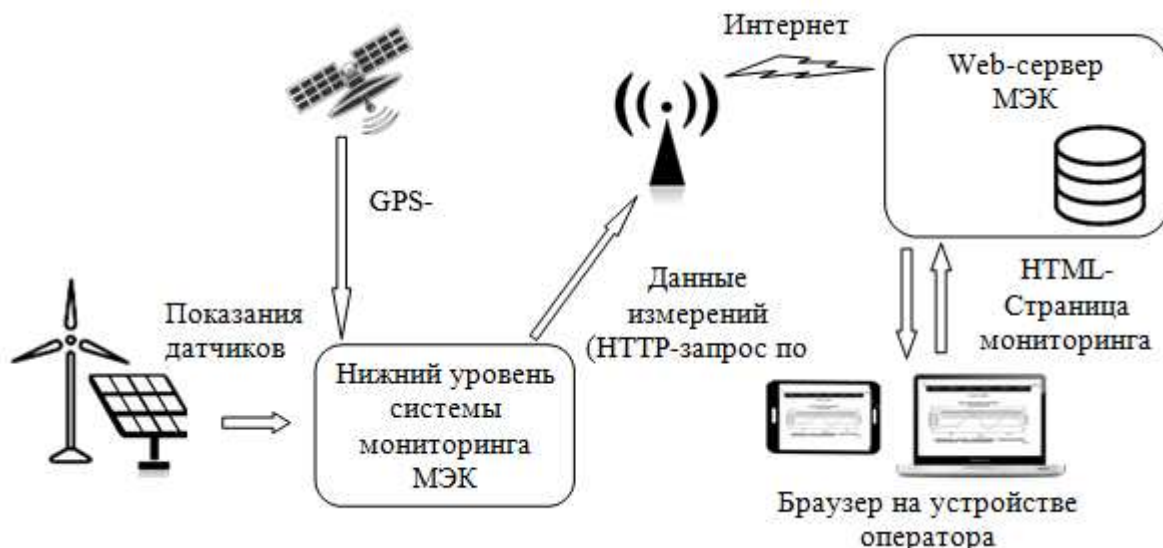 Интернет
Web-сервер
МЭК
GPS-
Показания
датчиков
Данные
измерений
(HTTP-запрос по
HTML-
Страница
мониторинга
Нижний уровень
системы
мониторинга
МЭК
Браузер на устройстве
оператора